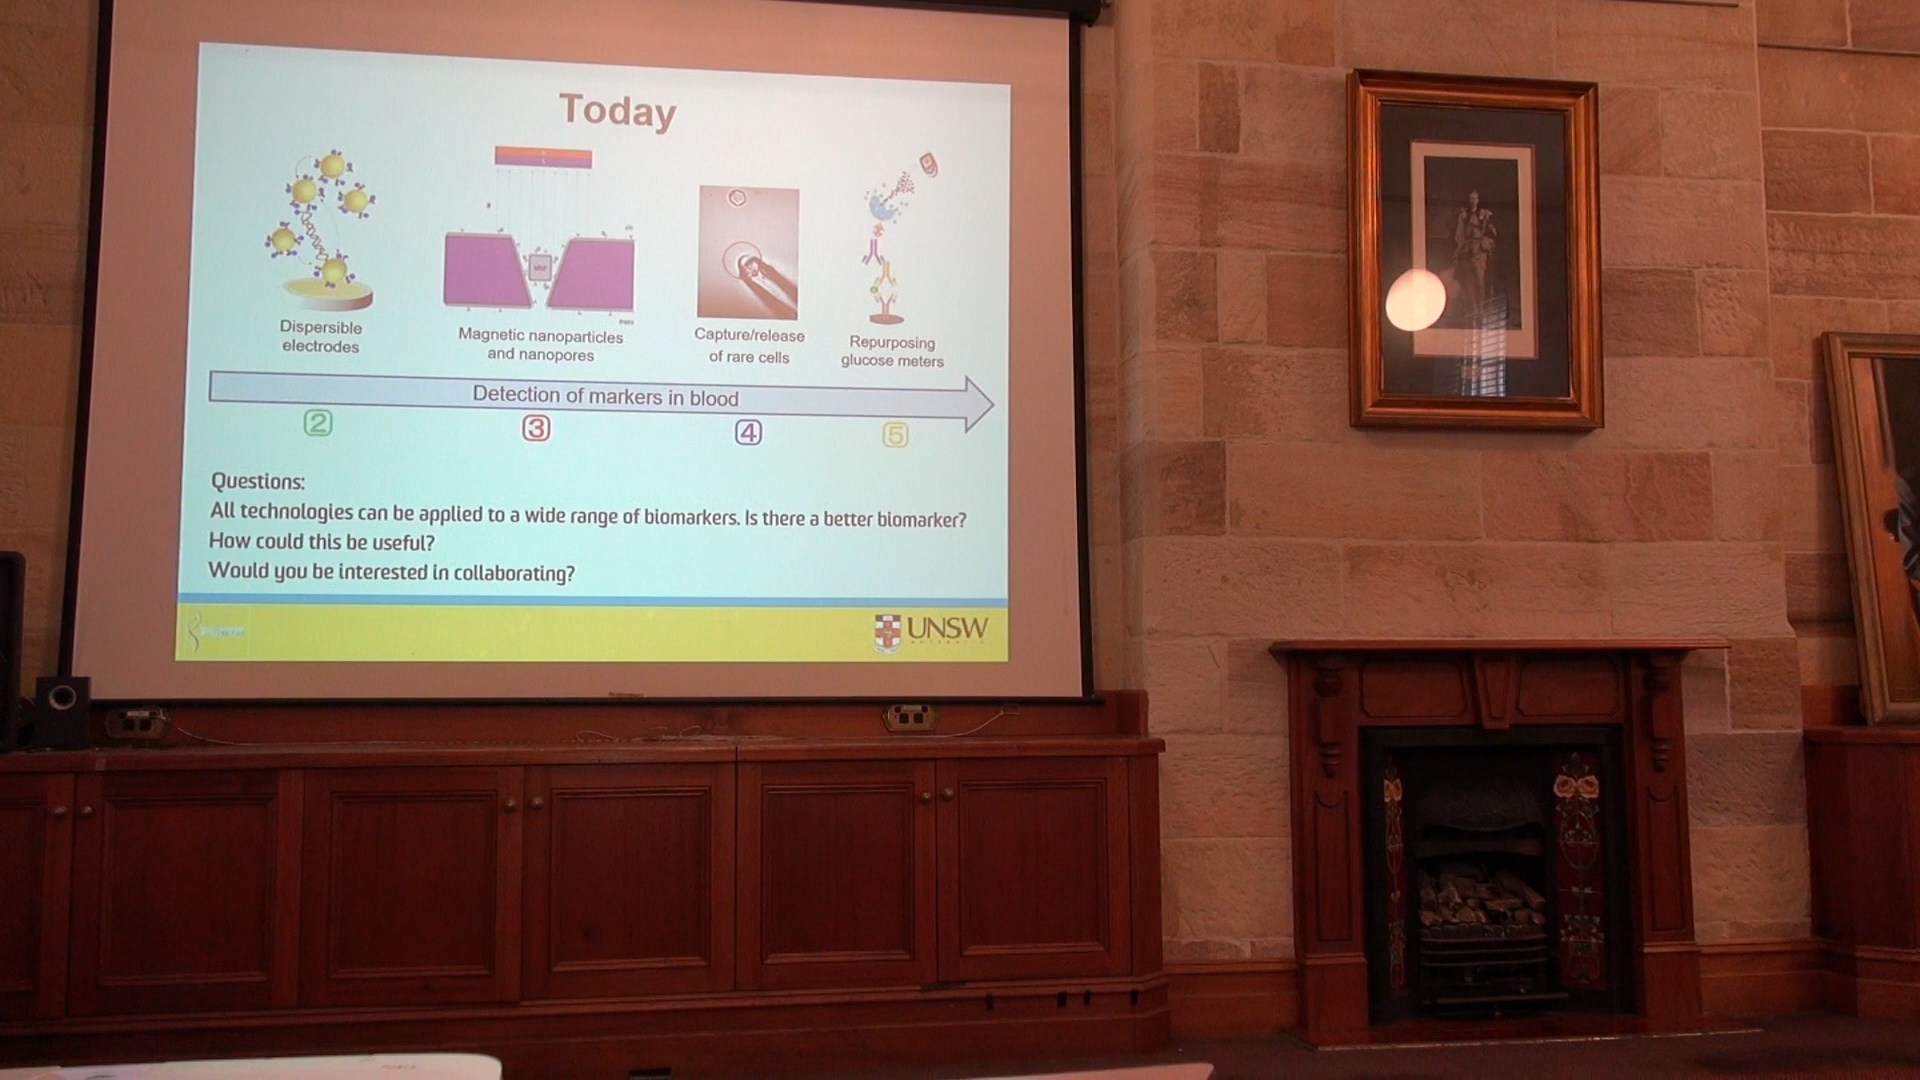 Today
Dispersible
electrodes
Magnetic nanoparticles
and nanopores
Capture/release
of rare cells
Repurposing
glucose meters
Detection of markers in blood
2
3
4
5
Questions:
All technologies can be applied to a wide range of biomarkers. Is there a better biomarker?
How could this be useful?
Would you be interested in collaborating?
UNSW